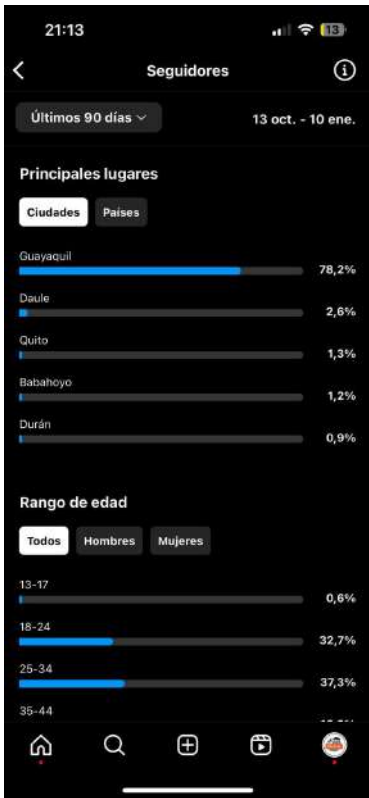 21:13
13
Seguidores
Últimos 90 días
13 oct. - 10 ene.
Principales lugares
Ciudades Países
Guayaquil
78,2%
Daule
2,6%
Quito
1,3%
Babahoyo
1,2%
Durán
0,9%
Rango de edad
Todos Hombres Mujeres
13-17
0,6%
18-24
32,7%
25-34
37,3%
35-44